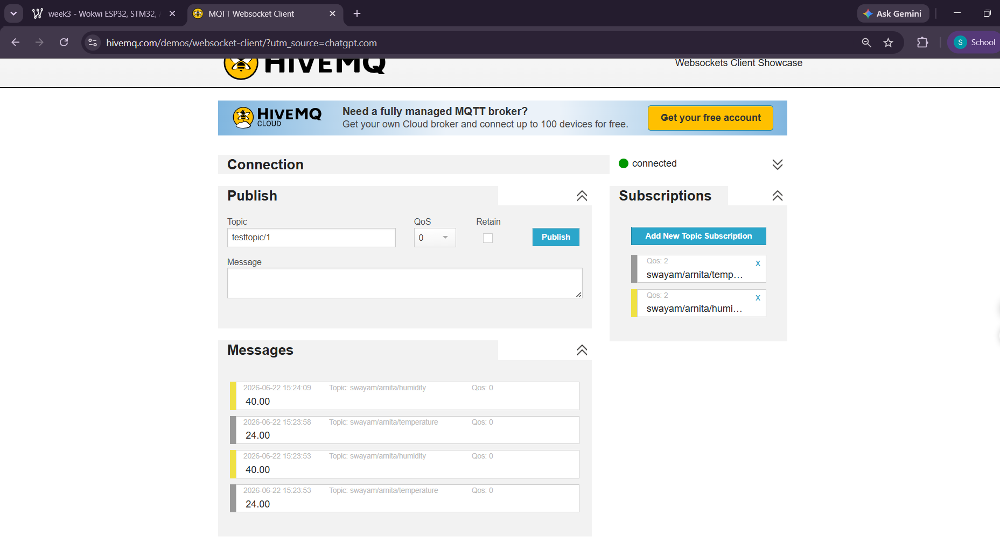 week3 - Wokwi ESP32, STM32,
MQTT Websocket Client
Ask Gemini
hivemq.com/demos/websocket-client/?utm_source=chatgpt.com
S School
HIVEMQ
Websockets Client Showcase
HIVEMQ
CLOUD
Need a fully managed MQTT broker?
Get your own Cloud broker and connect up to 100 devices for free.
Get your free account
Connection
connected
Publish
Subscriptions
Topic
QoS
Retain
testtopic/1
0
Publish
Message
Add New Topic Subscription
Qos: 2
x
swayam/arnita/temp…
Qos: 2
x
swayam/arnita/humi…
Messages
2026-06-22 15:24:09 Topic: swayam/arnita/humidity Qos: 0
40.00
2026-06-22 15:23:58 Topic: swayam/arnita/temperature Qos: 0
24.00
2026-06-22 15:23:53 Topic: swayam/arnita/humidity Qos: 0
40.00
2026-06-22 15:23:53 Topic: swayam/arnita/temperature Qos: 0
24.00